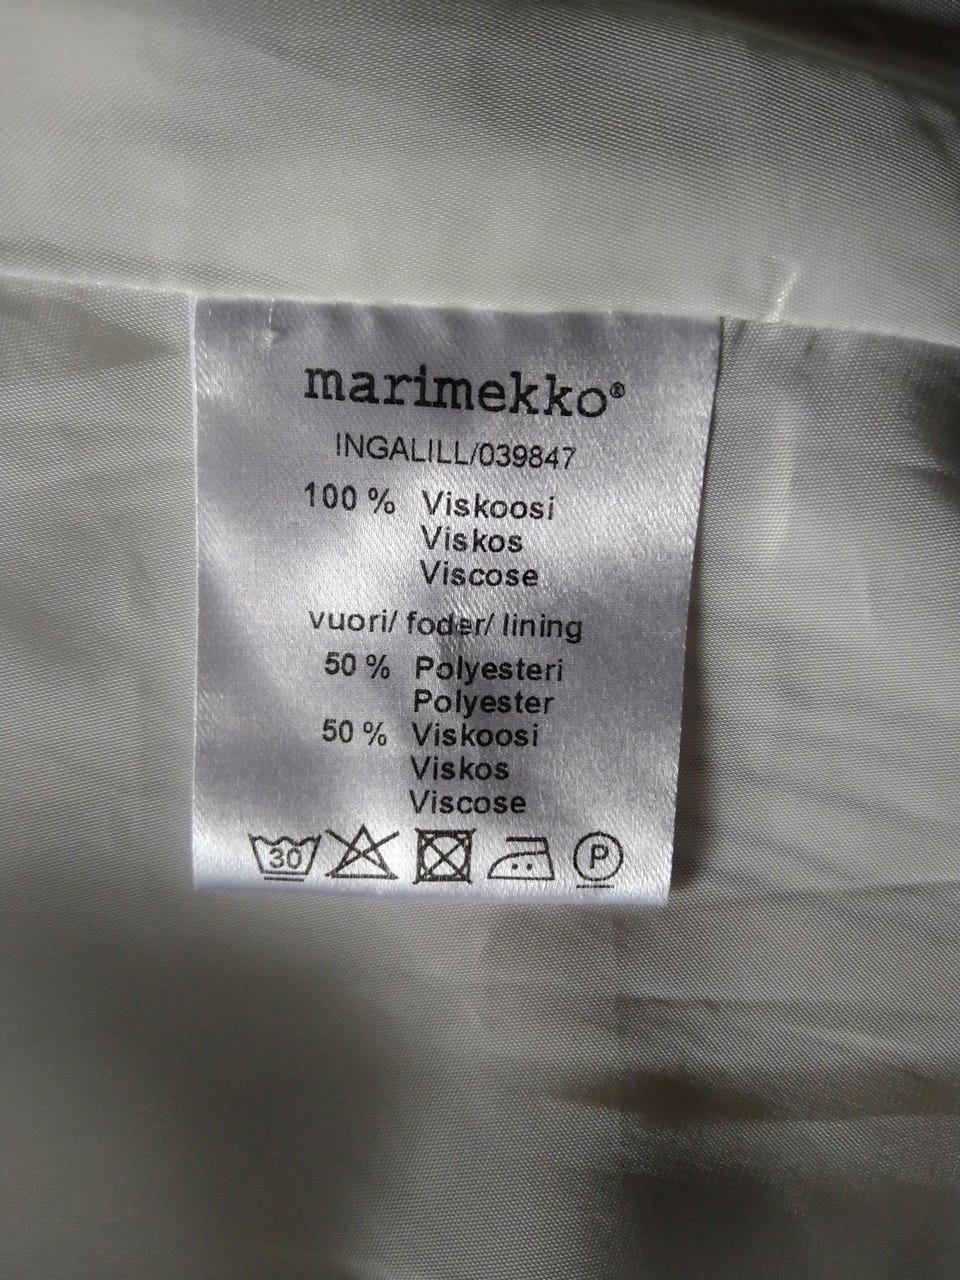 marimekko®
INGALILL/039847
100 % Viskoosi
Viskos
Viscose
vuori/ foder/ lining
50 % Polyesteri
Polyester
50 % Viskoosi
Viskos
Viscose
30 P